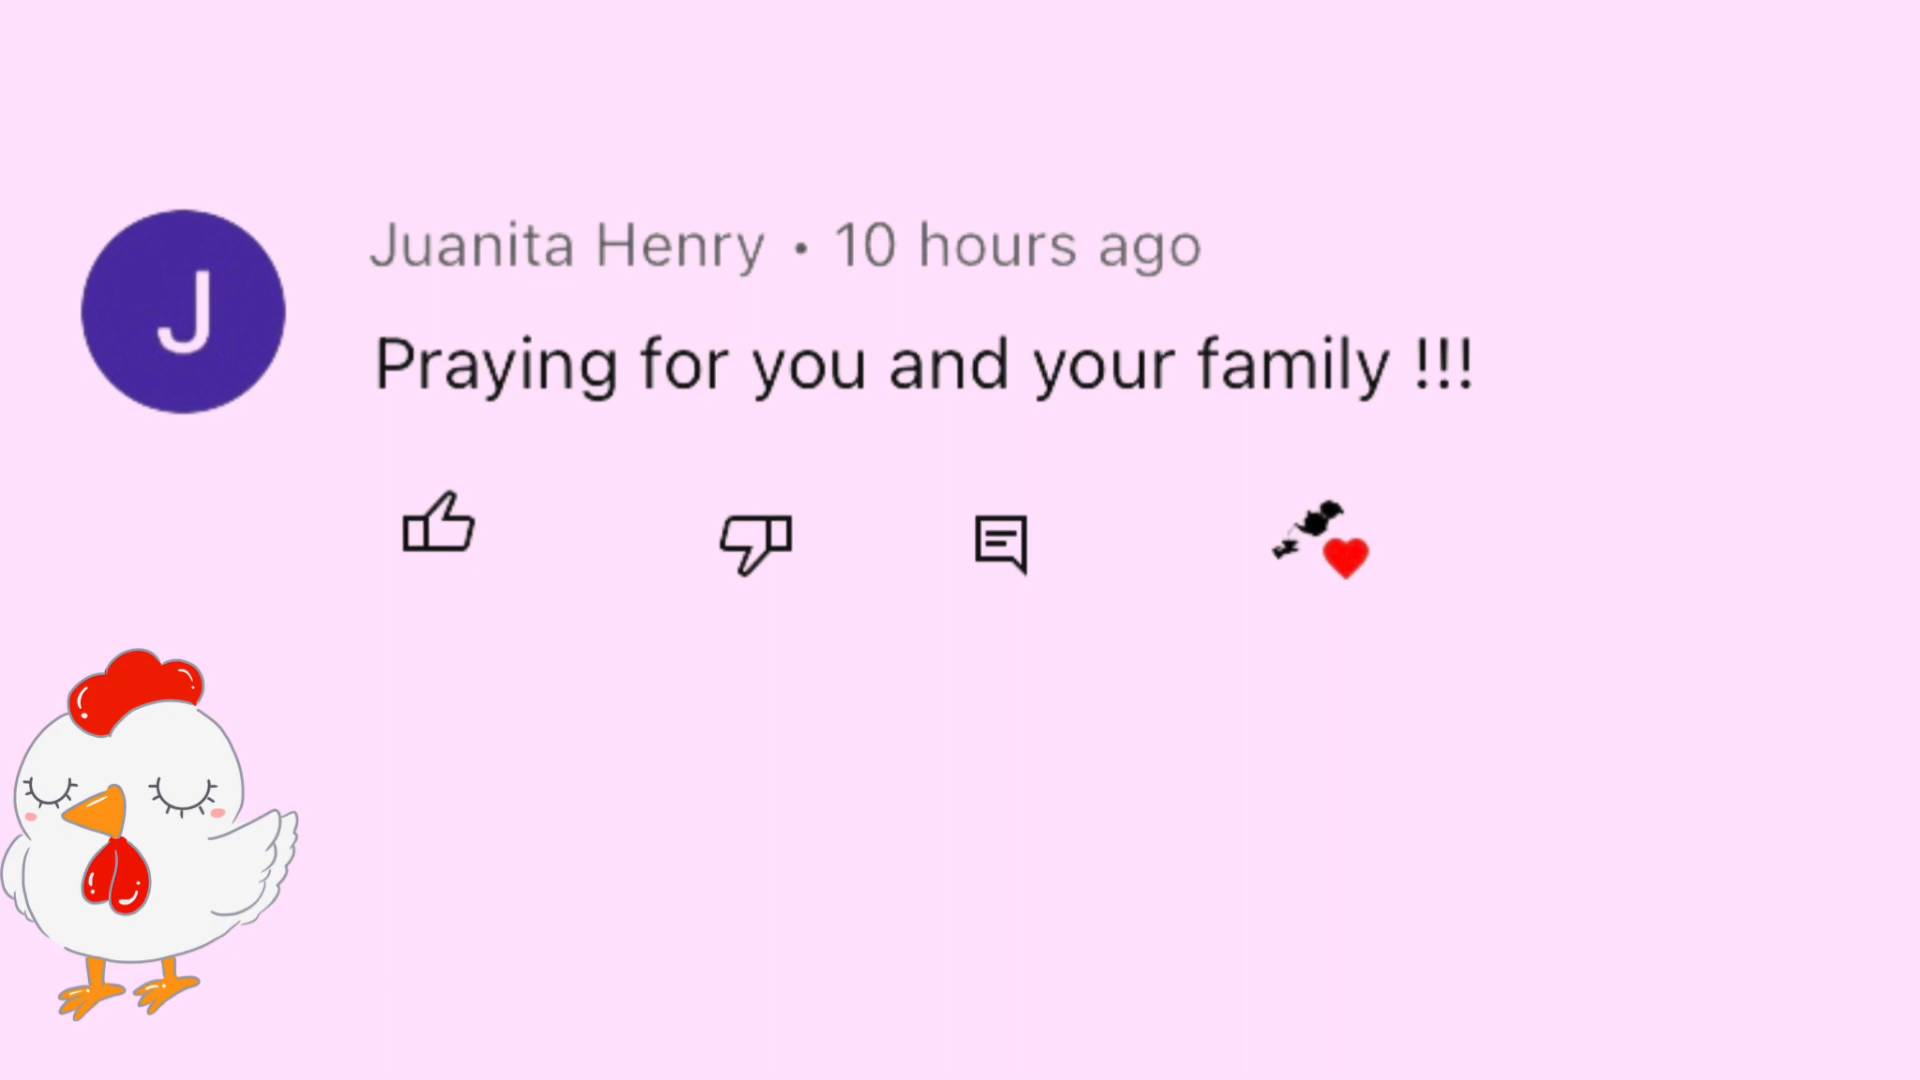 J
Juanita Henry • 10 hours ago
Praying for you and your family !!!